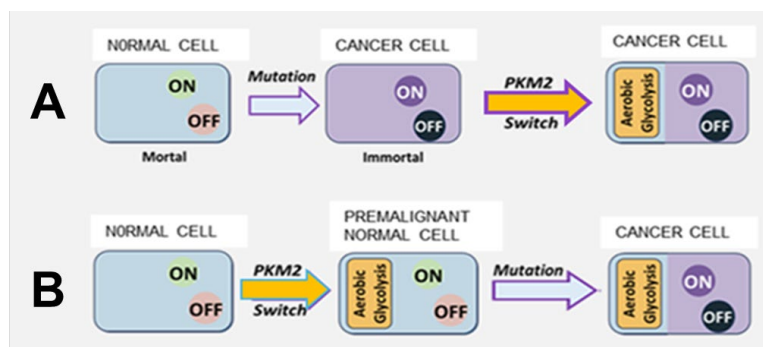 N0RMAL CELL
CANCER CELL
CANCER CELL
A
ON
OFF
Mutation
ON
OFF
PKM2
Switch
Aerobic
Glycolysis
ON
OFF
Mortal
Immortal
N0RMAL CELL
PREMALIGNANT
NORMAL CELL
CANCER CELL
B
ON
OFF
PKM2
Switch
Aerobic
Glycolysis
ON
OFF
Mutation
Aerobic
Glycolysis
ON
OFF